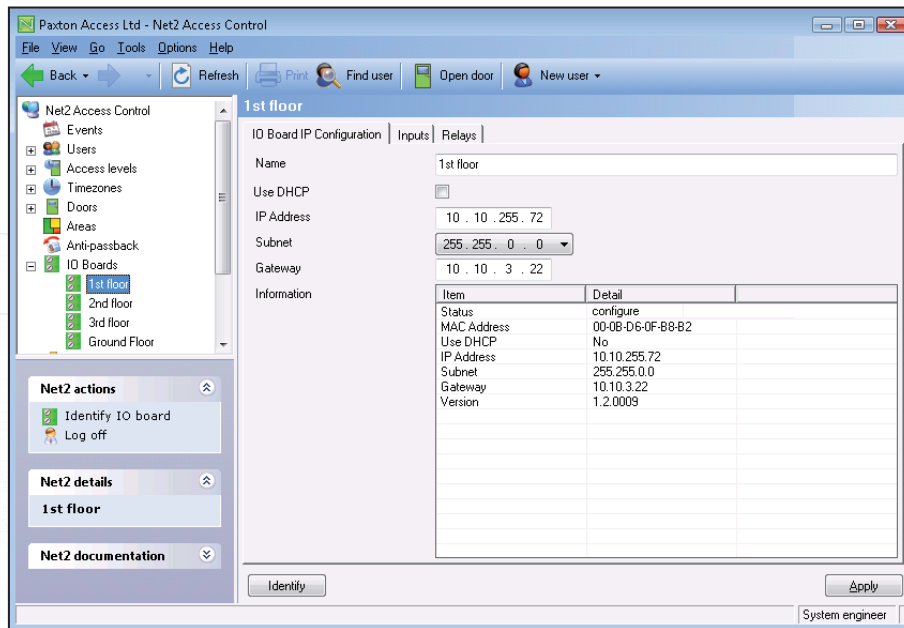 Paxton Access Ltd - Net2 Access Control
File View Go Tools Options Help
Back Refresh Print Find user Open door New user
Net2 Access Control
Events
Users
Access levels
Timezones
Doors
Areas
Anti-passback
IO Boards
1st floor
2nd floor
3rd floor
Ground Floor
Net2 actions
Identify IO board
Log off
Net2 details
1st floor
Net2 documentation
1st floor
IO Board IP Configuration Inputs Relays
Name 1st floor
Use DHCP
IP Address 10 . 10 . 255 . 72
Subnet 255 . 255 . 0 . 0
Gateway 10 . 10 . 3 . 22
Information
Item Detail
Status configure
MAC Address 00-0B-D6-0F-B8-B2
Use DHCP No
IP Address 10.10.255.72
Subnet 255.255.0.0
Gateway 10.10.3.22
Version 1.2.0009
Identify Apply
System engineer